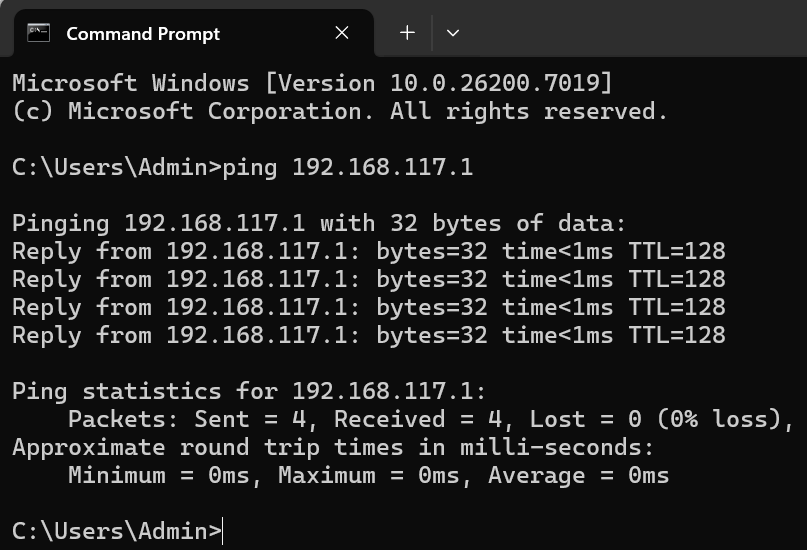 Command Prompt
Microsoft Windows [Version 10.0.26200.7019]
(c) Microsoft Corporation. All rights reserved.
C:\Users\Admin>ping 192.168.117.1
Pinging 192.168.117.1 with 32 bytes of data:
Reply from 192.168.117.1: bytes=32 time<1ms TTL=128
Reply from 192.168.117.1: bytes=32 time<1ms TTL=128
Reply from 192.168.117.1: bytes=32 time<1ms TTL=128
Reply from 192.168.117.1: bytes=32 time<1ms TTL=128
Ping statistics for 192.168.117.1:
    Packets: Sent = 4, Received = 4, Lost = 0 (0% loss),
Approximate round trip times in milli-seconds:
    Minimum = 0ms, Maximum = 0ms, Average = 0ms
C:\Users\Admin>